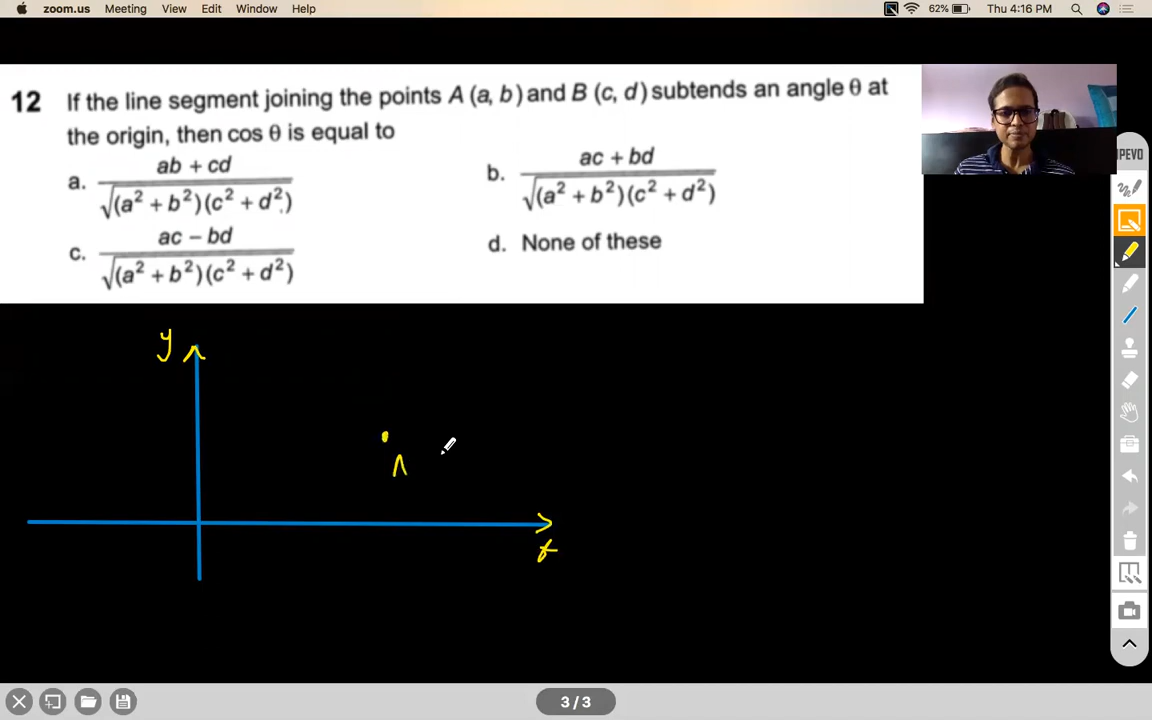 zoom.us Meeting View Edit Window Help 62% Thu 4:16 PM
12 If the line segment joining the points A (a, b) and B (c, d) subtends an angle θ at
the origin, then cos θ is equal to
a. ab + cd / √(a² + b²)(c² + d²)
b. ac + bd / √(a² + b²)(c² + d²)
c. ac – bd / √(a² + b²)(c² + d²)
d. None of these
IPEVO
y
x
3 / 3